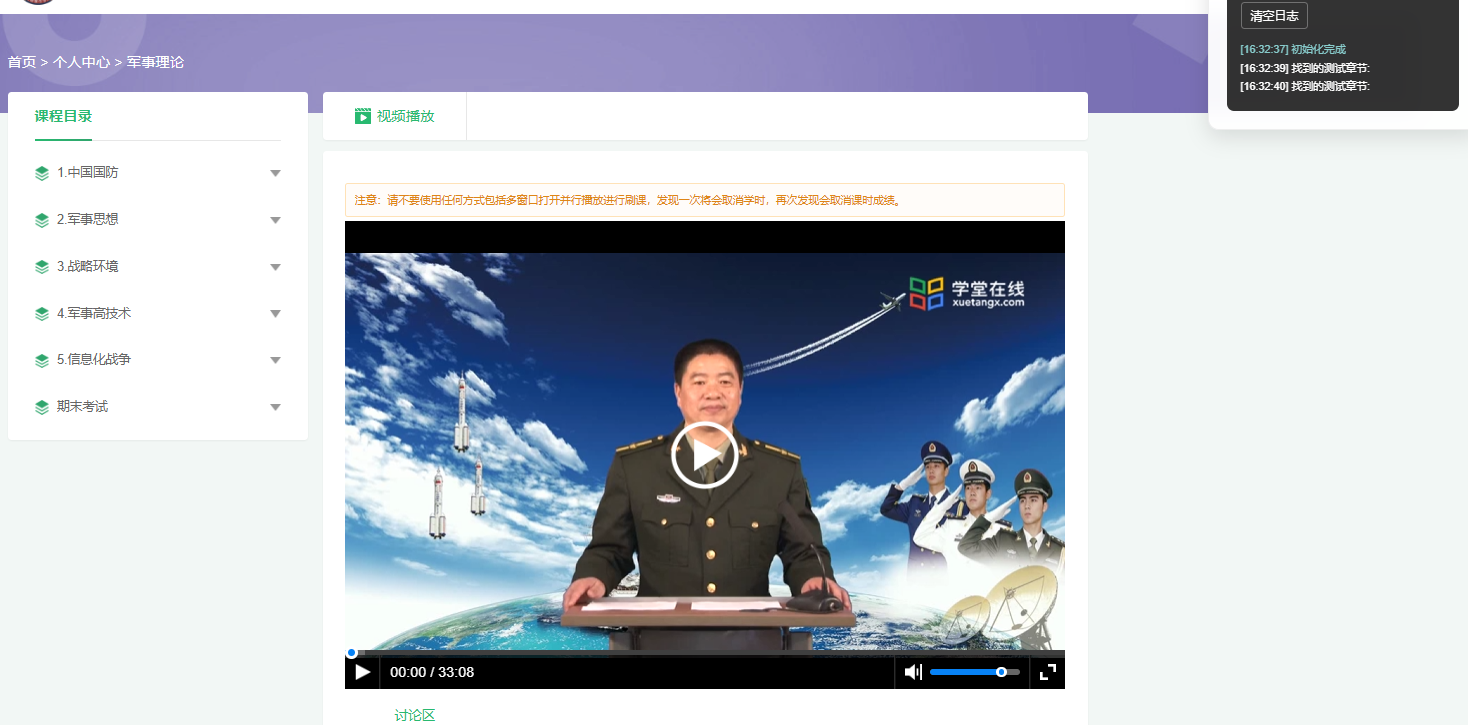 清空日志
[16:32:37] 初始化完成
[16:32:39] 找到的测试章节:
[16:32:40] 找到的测试章节:
首页 > 个人中心 > 军事理论
课程目录
1.中国国防
2.军事思想
3.战略环境
4.军事高技术
5.信息化战争
期末考试
视频播放
注意：请不要使用任何方式包括多窗口打开并行播放进行刷课，发现一次将会取消学时，再次发现会取消课时成绩。
学堂在线
xuetangx.com
00:00 / 33:08
讨论区